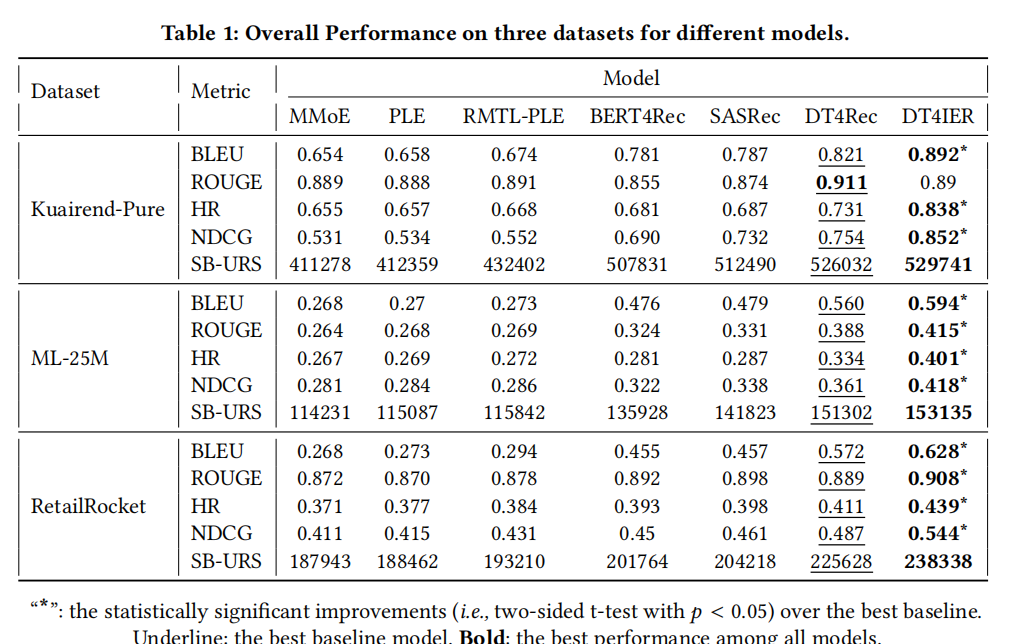 Table 1: Overall Performance on three datasets for different models.
Dataset Metric Model
MMoE PLE RMTL-PLE BERT4Rec SASRec DT4Rec DT4IER
Kuairend-Pure
BLEU 0.654 0.658 0.674 0.781 0.787 0.821 0.892*
ROUGE 0.889 0.888 0.891 0.855 0.874 0.911 0.89
HR 0.655 0.657 0.668 0.681 0.687 0.731 0.838*
NDCG 0.531 0.534 0.552 0.690 0.732 0.754 0.852*
SB-URS 411278 412359 432402 507831 512490 526032 529741
ML-25M
BLEU 0.268 0.27 0.273 0.476 0.479 0.560 0.594*
ROUGE 0.264 0.268 0.269 0.324 0.331 0.388 0.415*
HR 0.267 0.269 0.272 0.281 0.287 0.334 0.401*
NDCG 0.281 0.284 0.286 0.322 0.338 0.361 0.418*
SB-URS 114231 115087 115842 135928 141823 151302 153135
RetailRocket
BLEU 0.268 0.273 0.294 0.455 0.457 0.572 0.628*
ROUGE 0.872 0.870 0.878 0.892 0.898 0.889 0.908*
HR 0.371 0.377 0.384 0.393 0.398 0.411 0.439*
NDCG 0.411 0.415 0.431 0.45 0.461 0.487 0.544*
SB-URS 187943 188462 193210 201764 204218 225628 238338
“*”: the statistically significant improvements (i.e., two-sided t-test with p < 0.05) over the best baseline.
Underline: the best baseline model. Bold: the best performance among all models.